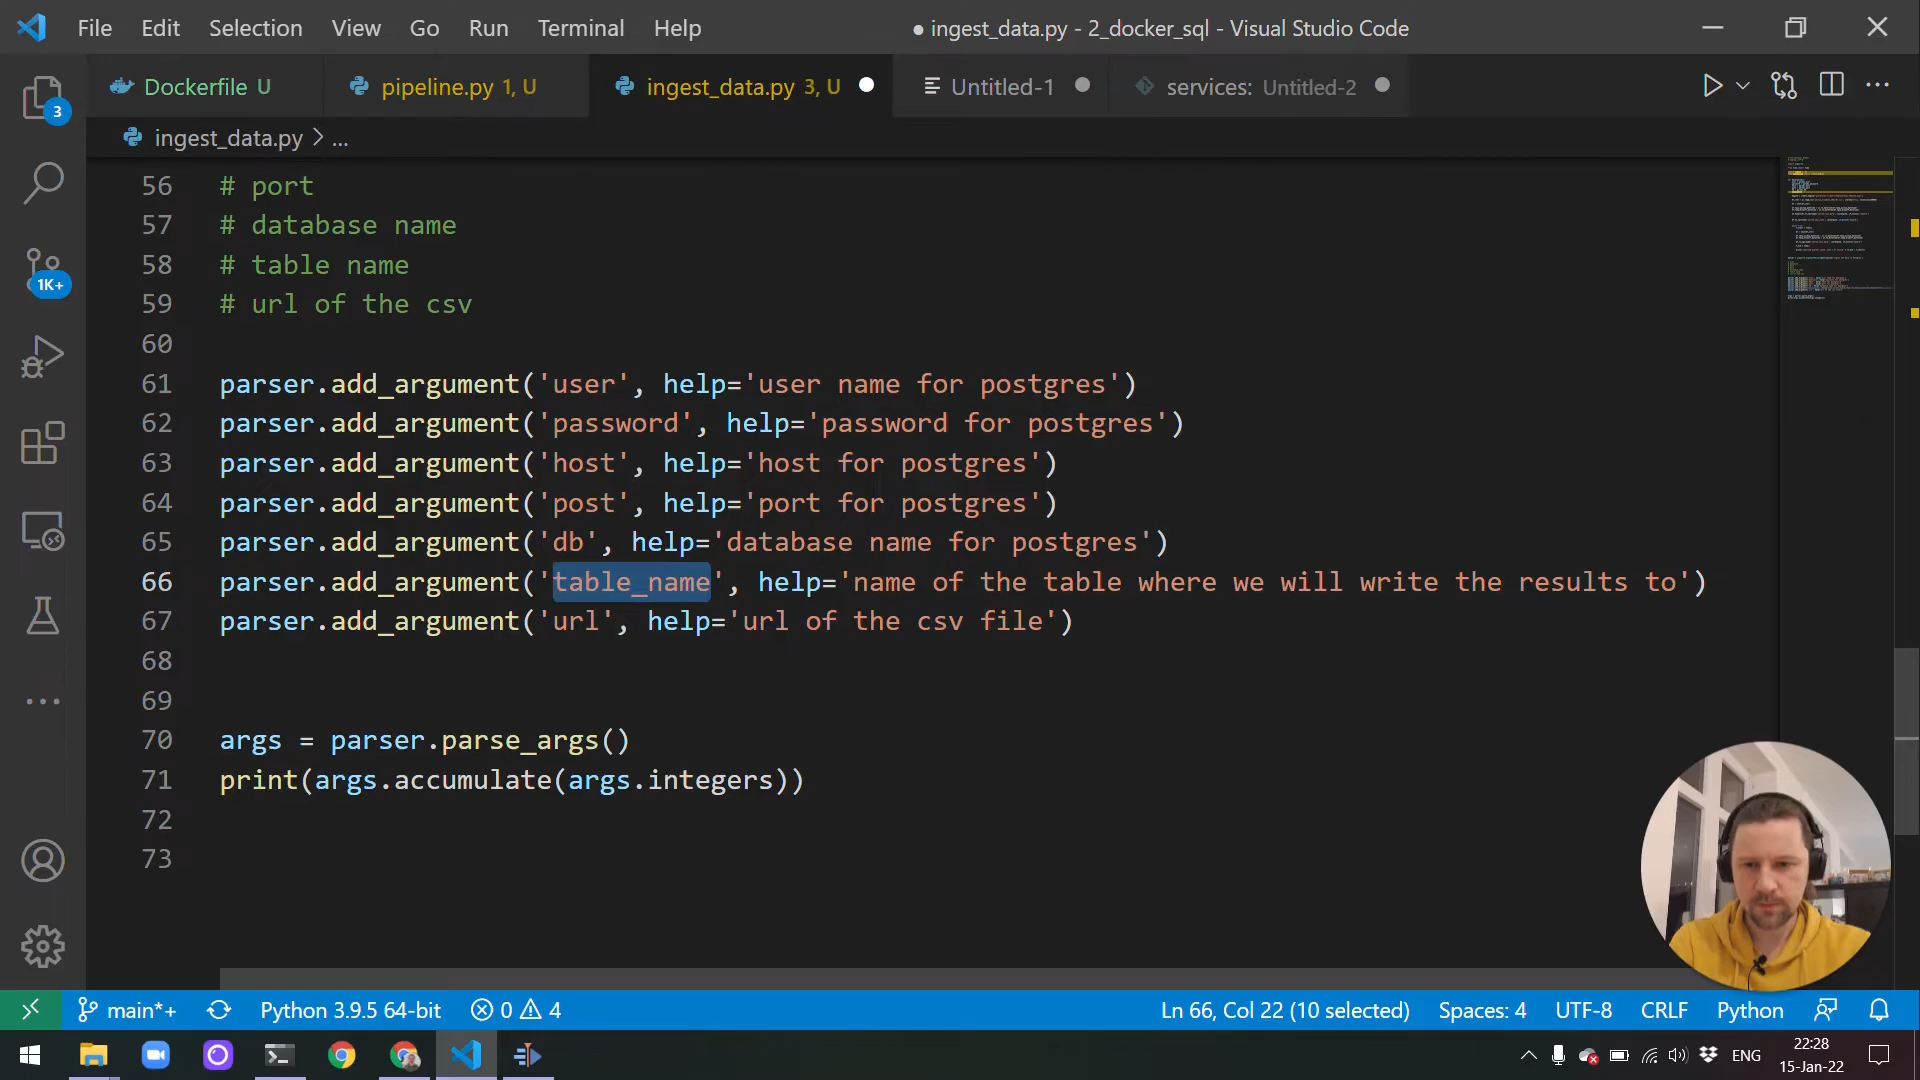 File Edit Selection View Go Run Terminal Help
● ingest_data.py - 2_docker_sql - Visual Studio Code
Dockerfile U
pipeline.py 1, U
ingest_data.py 3, U
Untitled-1
services: Untitled-2
ingest_data.py > ...
3
1K+
56 # port
57 # database name
58 # table name
59 # url of the csv
60
61 parser.add_argument('user', help='user name for postgres')
62 parser.add_argument('password', help='password for postgres')
63 parser.add_argument('host', help='host for postgres')
64 parser.add_argument('post', help='port for postgres')
65 parser.add_argument('db', help='database name for postgres')
66 parser.add_argument('table_name', help='name of the table where we will write the results to')
67 parser.add_argument('url', help='url of the csv file')
68
69
70 args = parser.parse_args()
71 print(args.accumulate(args.integers))
72
73
main*+ Python 3.9.5 64-bit 0 4 Ln 66, Col 22 (10 selected) Spaces: 4 UTF-8 CRLF Python
ENG
22:28
15-Jan-22